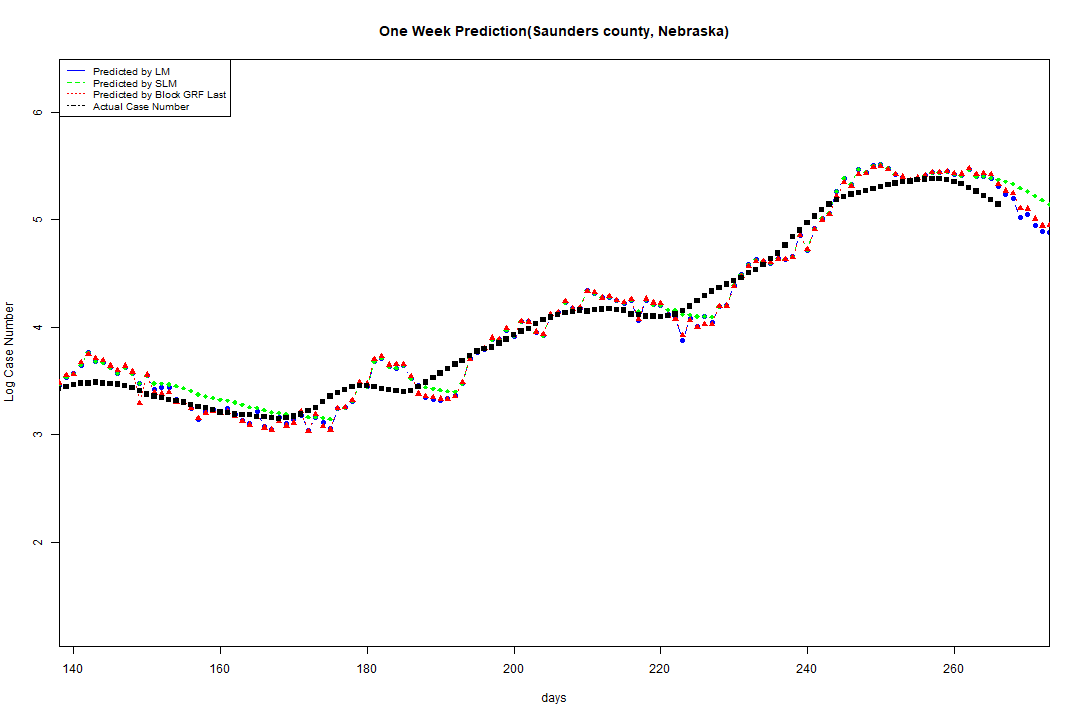 One Week Prediction(Saunders county, Nebraska)
Predicted by LM
Predicted by SLM
Predicted by Block GRF Last
Actual Case Number
6
5
4
3
2
Log Case Number
140 160 180 200 220 240 260
days